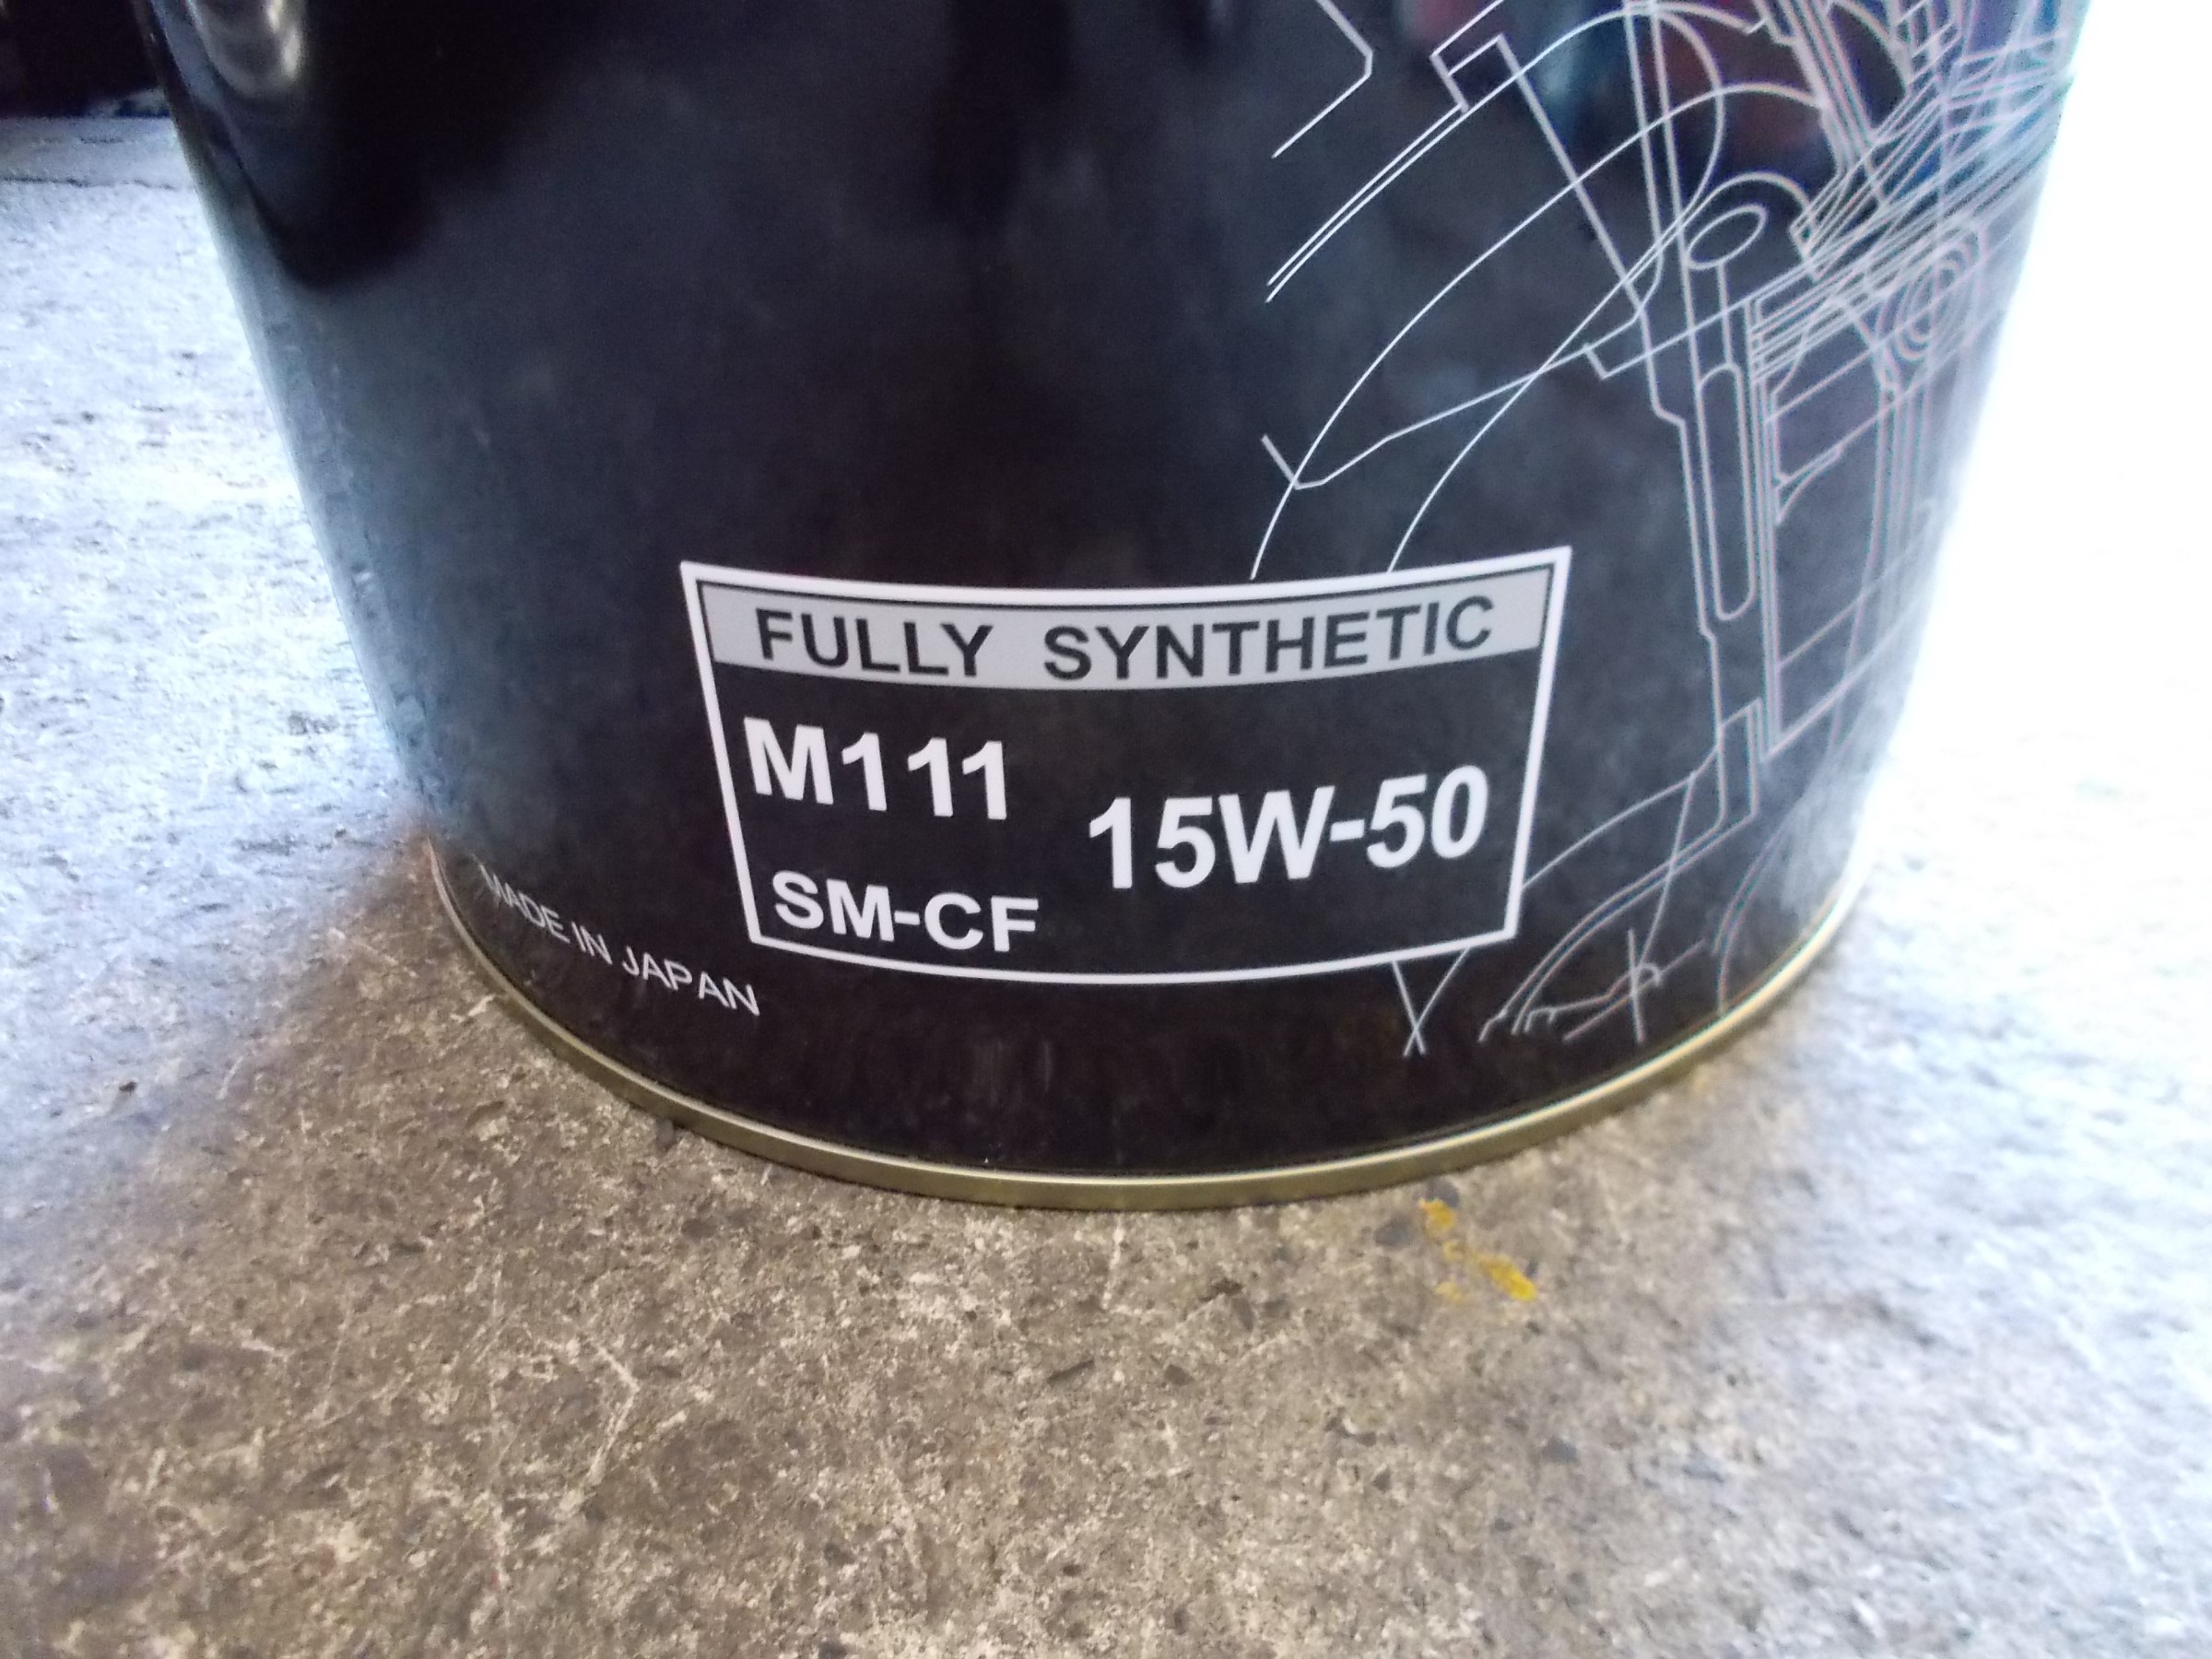 FULLY SYNTHETIC
M111
15W-50
SM-CF
MADE IN JAPAN